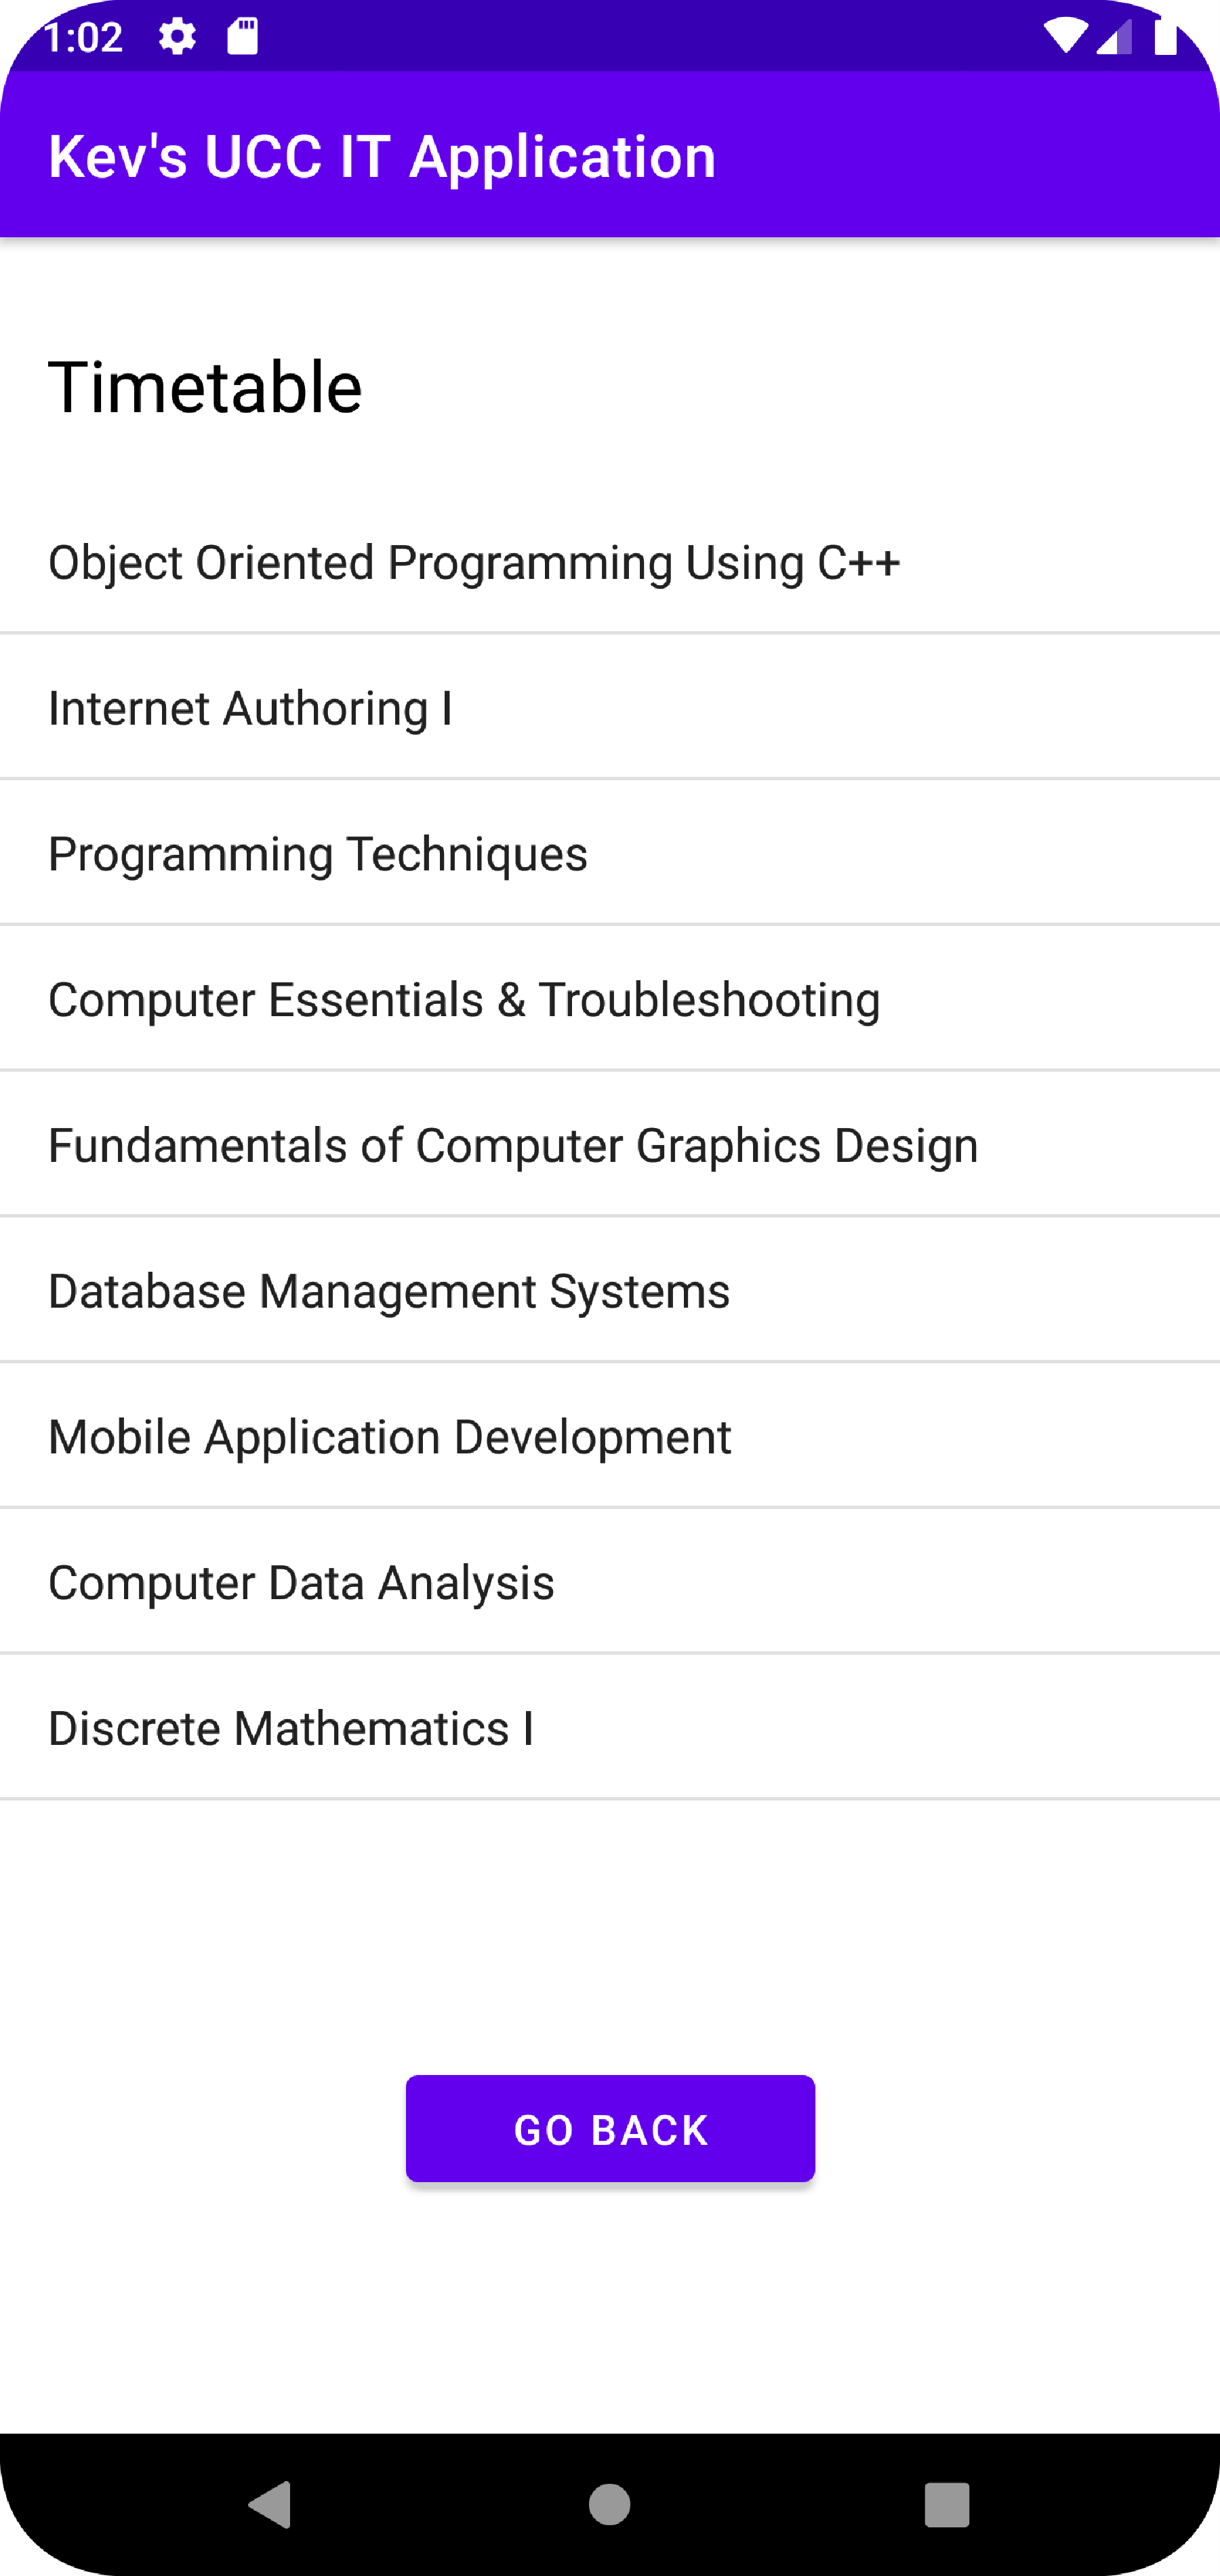 1:02
Kev's UCC IT Application
Timetable
Object Oriented Programming Using C++
Internet Authoring I
Programming Techniques
Computer Essentials & Troubleshooting
Fundamentals of Computer Graphics Design
Database Management Systems
Mobile Application Development
Computer Data Analysis
Discrete Mathematics I
GO BACK